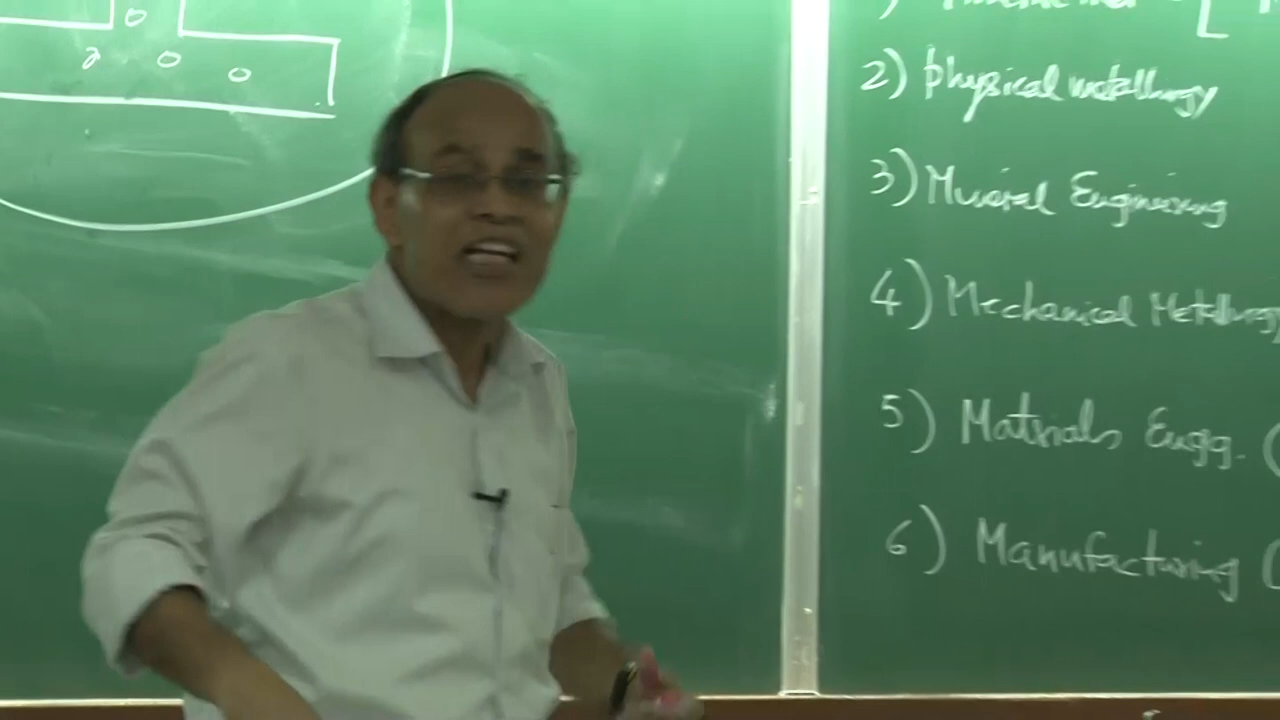 2) physical metallurgy
3) Mineral Engineering
4) Mechanical Metallurgy
5) Materials Engg. (
6) Manufacturing (